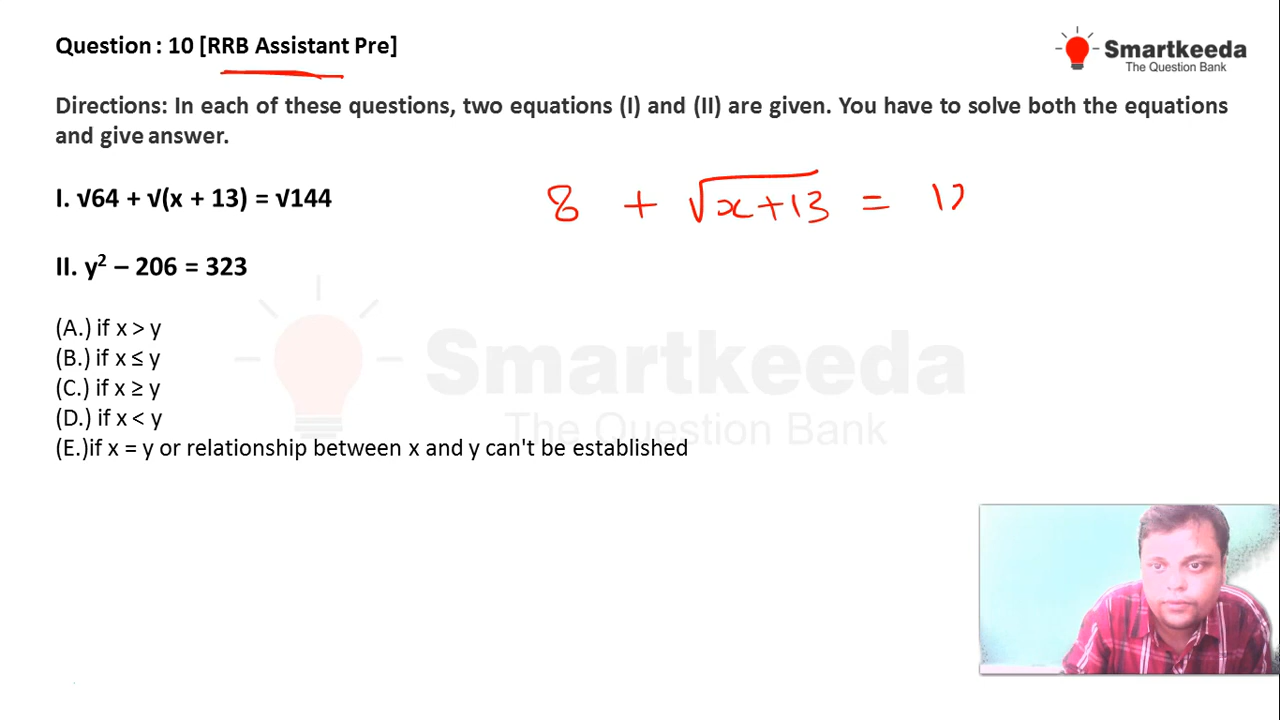 Question : 10 [RRB Assistant Pre]
Smartkeeda
The Question Bank
Directions: In each of these questions, two equations (I) and (II) are given. You have to solve both the equations
and give answer.
I. √64 + √(x + 13) = √144
8 + √x+13 = 12
II. y² – 206 = 323
(A.) if x > y
(B.) if x ≤ y
(C.) if x ≥ y
(D.) if x < y
(E.)if x = y or relationship between x and y can't be established
Smartkeeda
The Question Bank